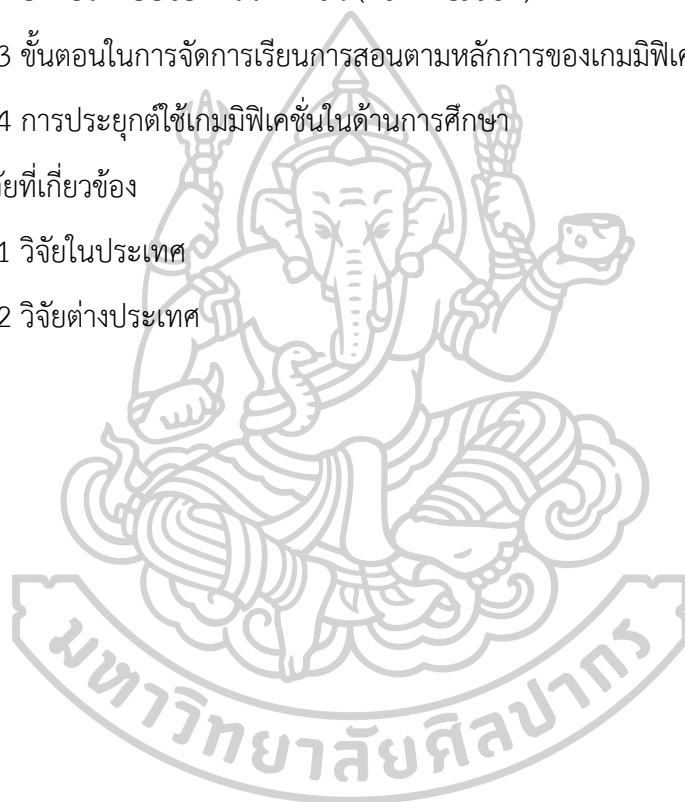 3 ขั้นตอนในการจัดการเรียนการสอนตามหลักการของเกมมิฟิเค
4 การประยุกต์ใช้เกมมิฟิเคชั่นในด้านการศึกษา
ัยที่เกี่ยวข้อง
1 วิจัยในประเทศ
2 วิจัยต่างประเทศ
มหาวิทยาลัยศิลปากร